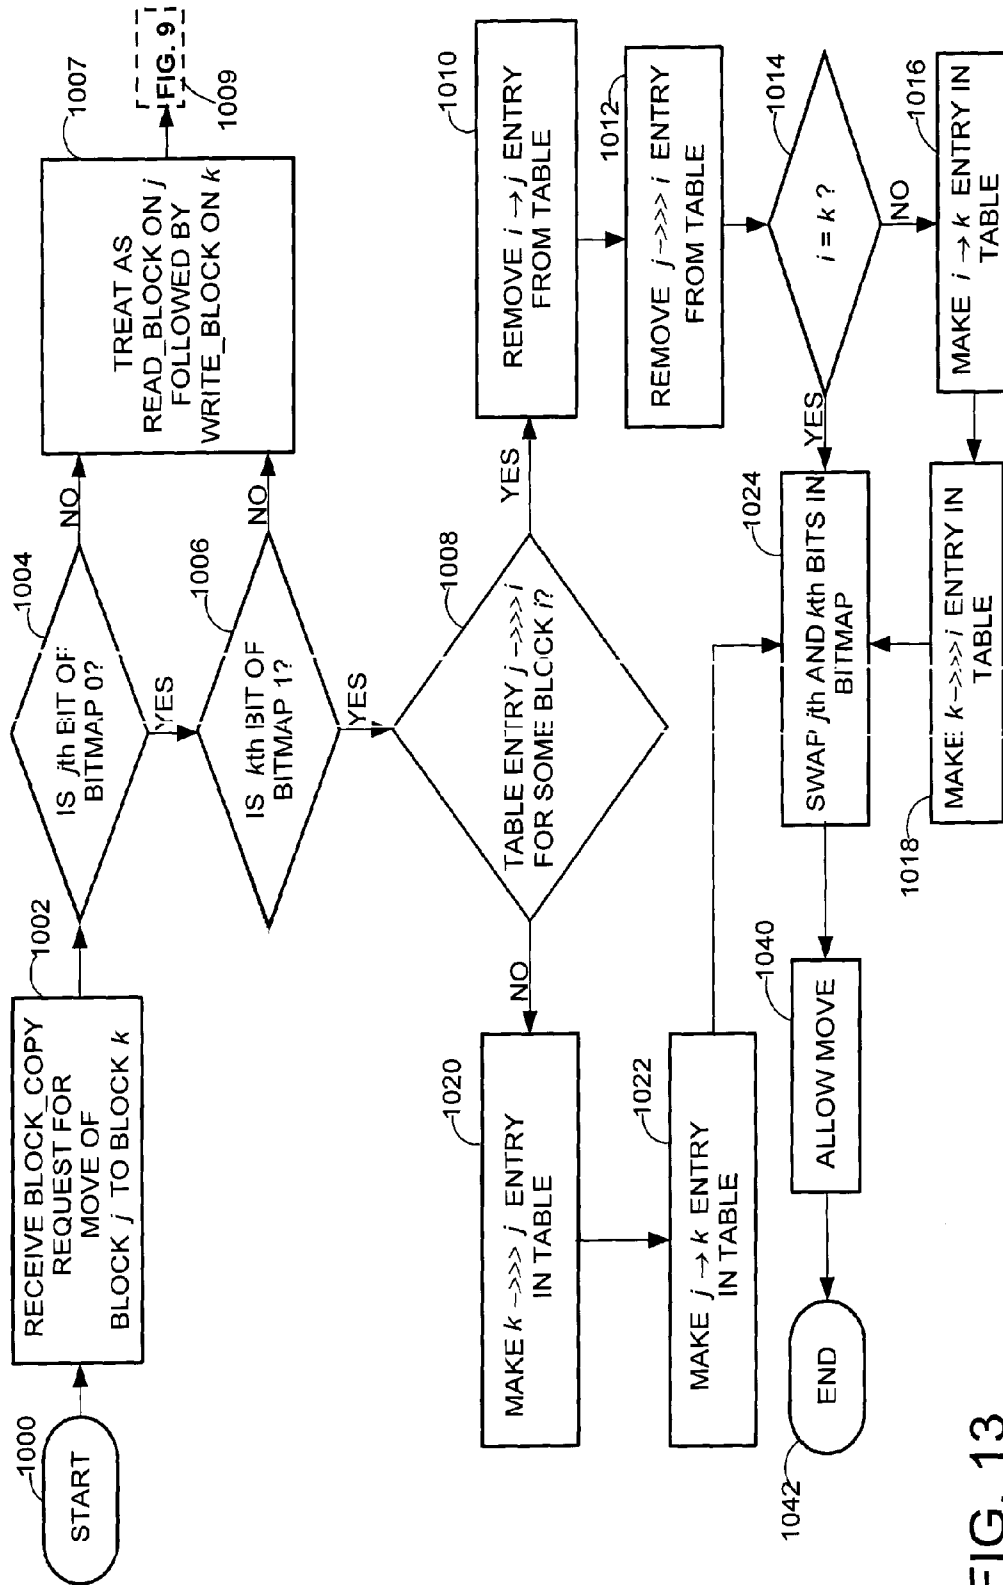 1000
START
1002
RECEIVE BLOCK_COPY
REQUEST FOR
MOVE OF
BLOCK j TO BLOCK k
1004
IS jth BIT OF
BITMAP 0?
NO
YES
1006
IS kth BIT OF
BITMAP 1?
NO
YES
1007
TREAT AS
READ_BLOCK ON j
FOLLOWED BY
WRITE_BLOCK ON k
FIG. 9
1009
1008
TABLE ENTRY j ->>>> i
FOR SOME BLOCK i?
YES
NO
1010
REMOVE i → j ENTRY
FROM TABLE
1012
REMOVE j ->>>> i ENTRY
FROM TABLE
1014
i = k ?
YES
NO
1016
MAKE i → k ENTRY IN
TABLE
1018
MAKE k ->>>> i ENTRY IN
TABLE
1020
MAKE k ->>>> j ENTRY
IN TABLE
1022
MAKE j → k ENTRY
IN TABLE
1024
SWAP jth AND kth BITS IN
BITMAP
1040
ALLOW MOVE
END
1042
FIG. 13